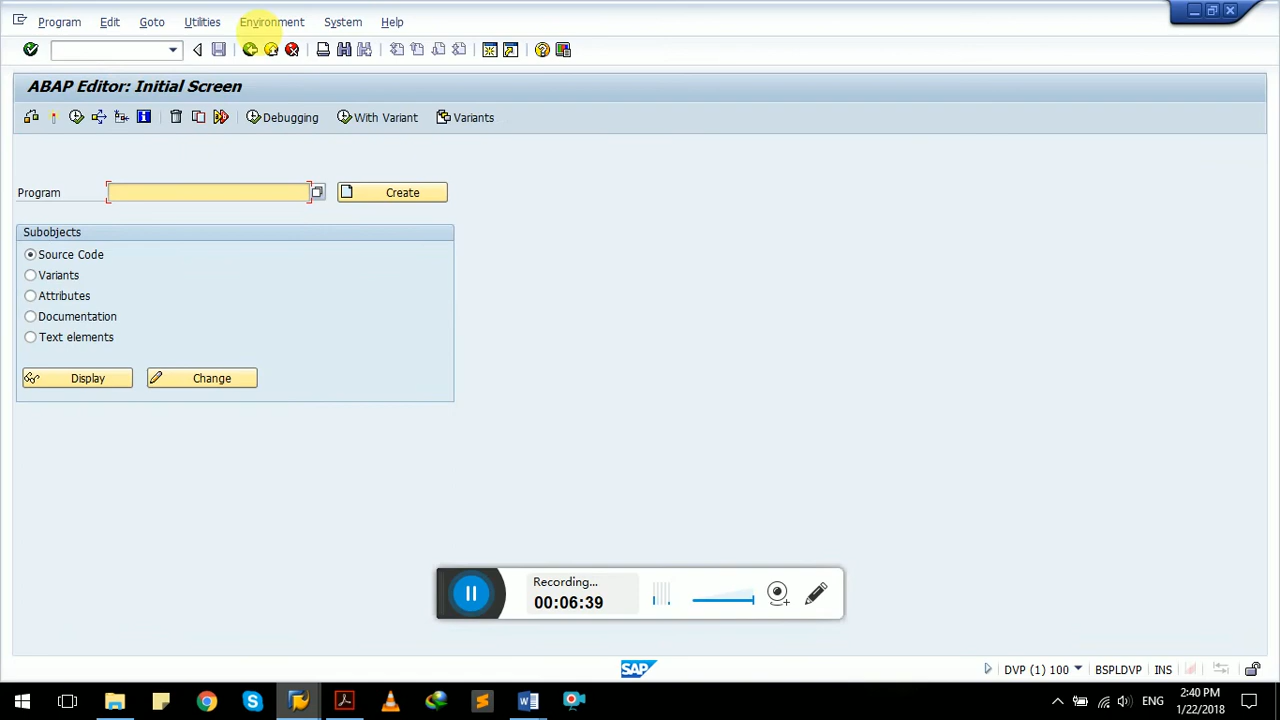 Program Edit Goto Utilities Environment System Help
ABAP Editor: Initial Screen
Debugging With Variant Variants
Program Create
Subobjects
Source Code
Variants
Attributes
Documentation
Text elements
Display Change
Recording...
00:06:39
SAP DVP (1) 100 BSPLDVP INS
ENG 2:40 PM
1/22/2018